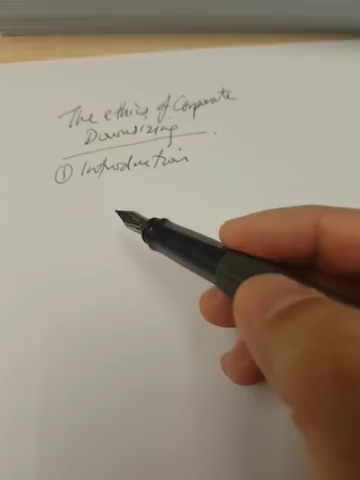 The ethics of Corporate
Downsizing.
① Introduction